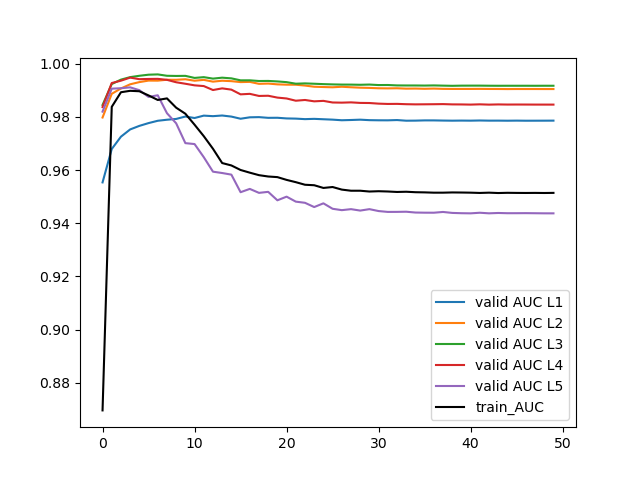 1.00
0.98
0.96
0.94
0.92
0.90
0.88
0
10
20
30
40
50
valid AUC L1
valid AUC L2
valid AUC L3
valid AUC L4
valid AUC L5
train_AUC